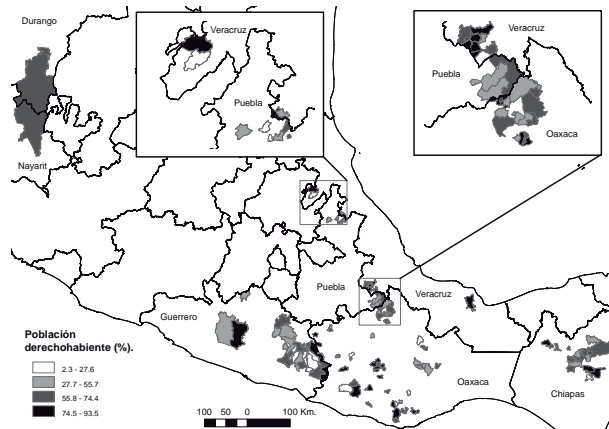 Durango
Veracruz
Puebla
Veracruz
Puebla
Oaxaca
Nayarit
Puebla
Veracruz
Guerrero
Oaxaca
Chiapas
Población
derechohabiente (%).
2.3 - 27.6
27.7 - 55.7
55.8 - 74.4
74.5 - 93.5
100 50 0 100 Km.